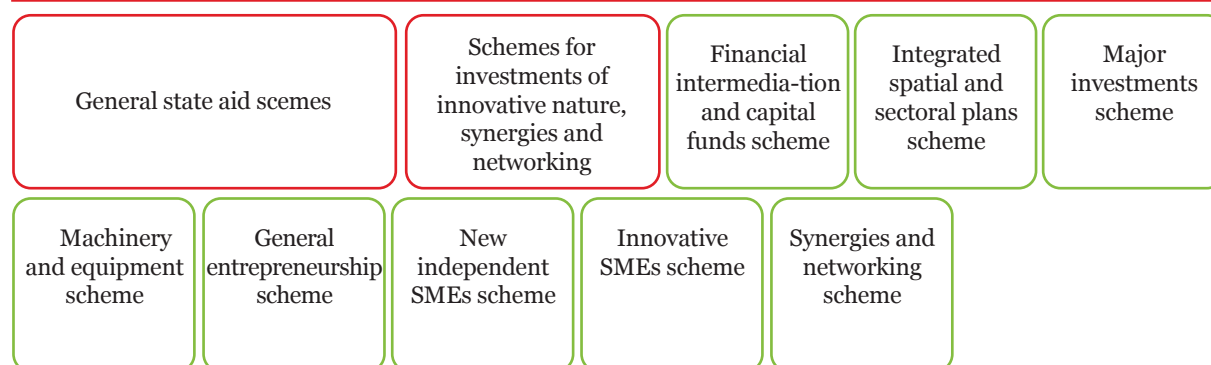 General state aid scemes
Schemes for
investments of
innovative nature,
synergies and
networking
Financial
intermedia-tion
and capital
funds scheme
Integrated
spatial and
sectoral plans
scheme
Major
investments
scheme
Machinery
and equipment
scheme
General
entrepreneurship
scheme
New
independent
SMEs scheme
Innovative
SMEs scheme
Synergies and
networking
scheme